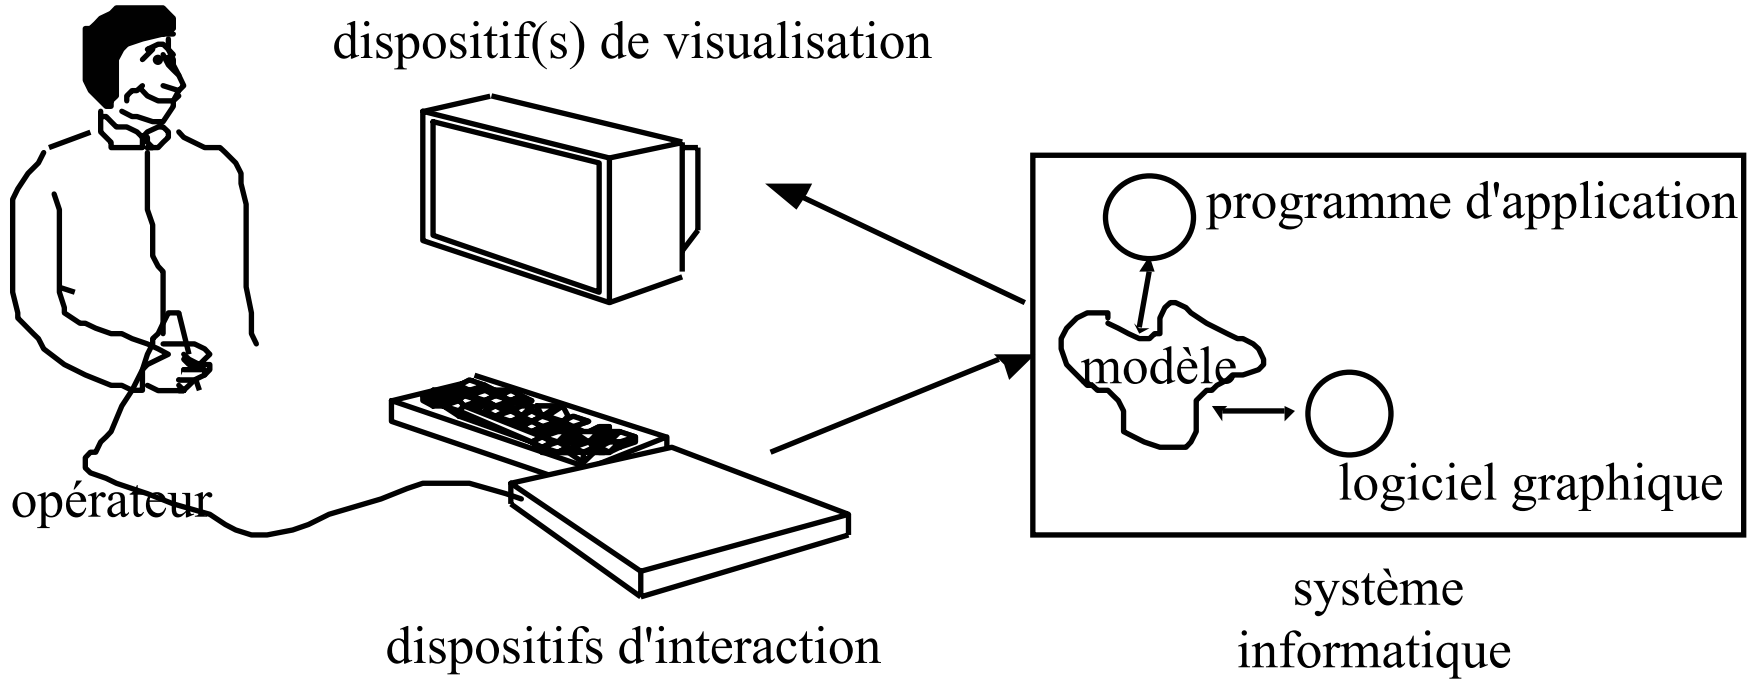 dispositif(s) de visualisation
programme d'application
modèle
logiciel graphique
opérateur
système
informatique
dispositifs d'interaction